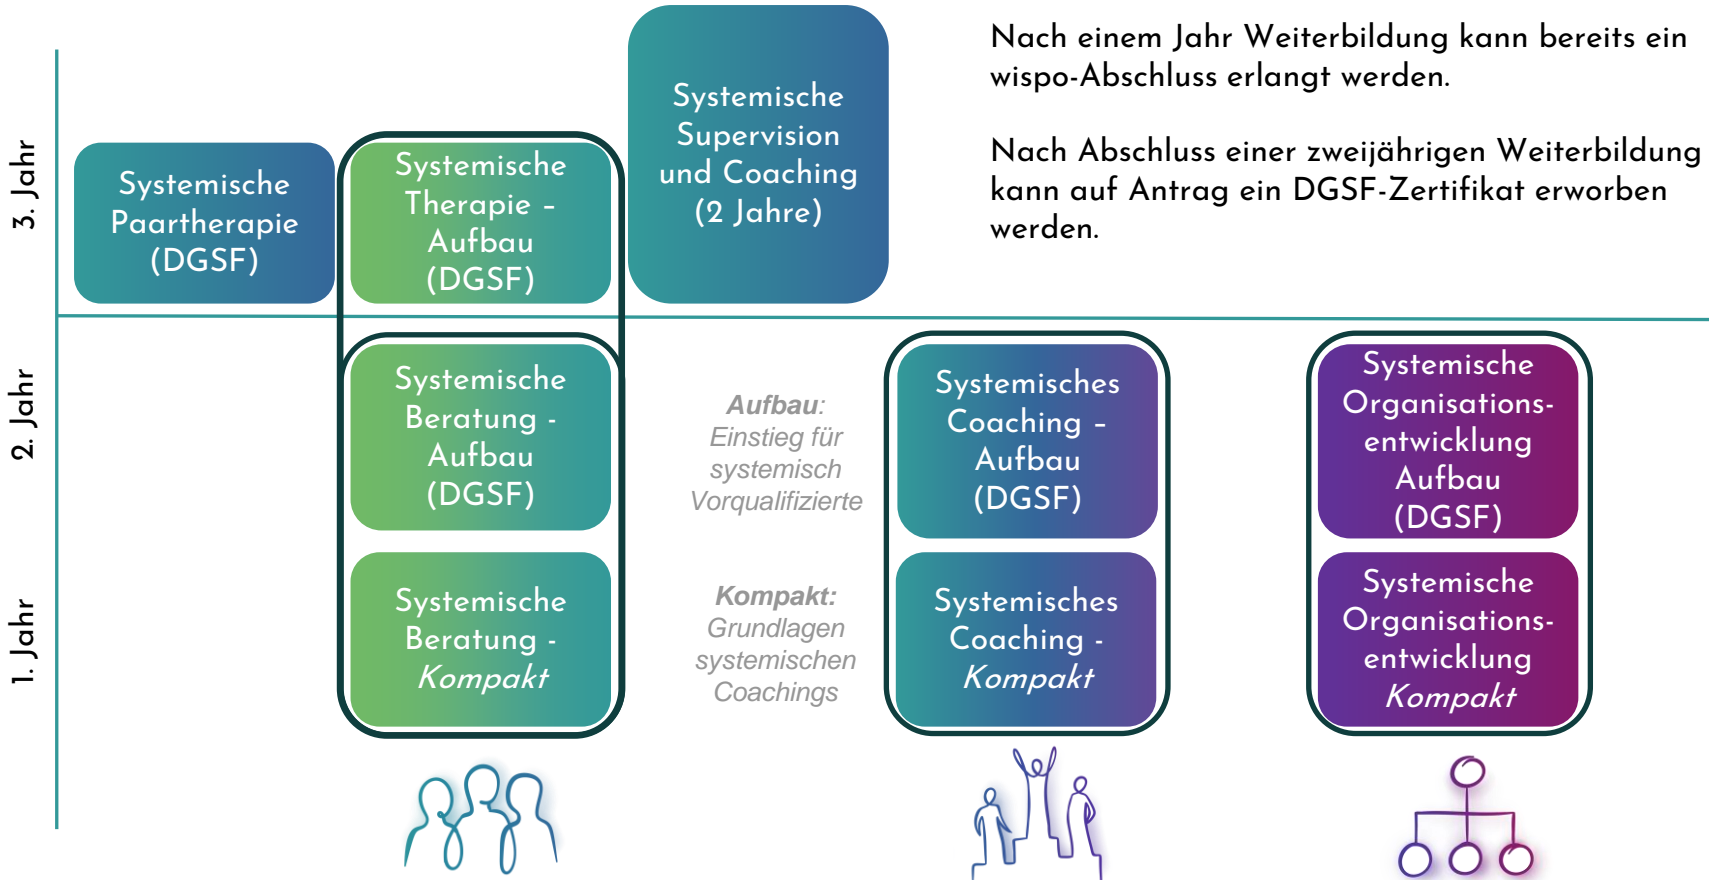 Nach einem Jahr Weiterbildung kann bereits ein
wispo-Abschluss erlangt werden.
Nach Abschluss einer zweijährigen Weiterbildung
kann auf Antrag ein DGSF-Zertifikat erworben
werden.
3. Jahr
Systemische
Paartherapie
(DGSF)
Systemische
Therapie –
Aufbau
(DGSF)
Systemische
Supervision
und Coaching
(2 Jahre)
2. Jahr
Systemische
Beratung -
Aufbau
(DGSF)
Aufbau:
Einstieg für
systemisch
Vorqualifizierte
Systemisches
Coaching –
Aufbau
(DGSF)
Systemische
Organisations-
entwicklung
Aufbau
(DGSF)
1. Jahr
Systemische
Beratung -
Kompakt
Kompakt:
Grundlagen
systemischen
Coachings
Systemisches
Coaching -
Kompakt
Systemische
Organisations-
entwicklung
Kompakt